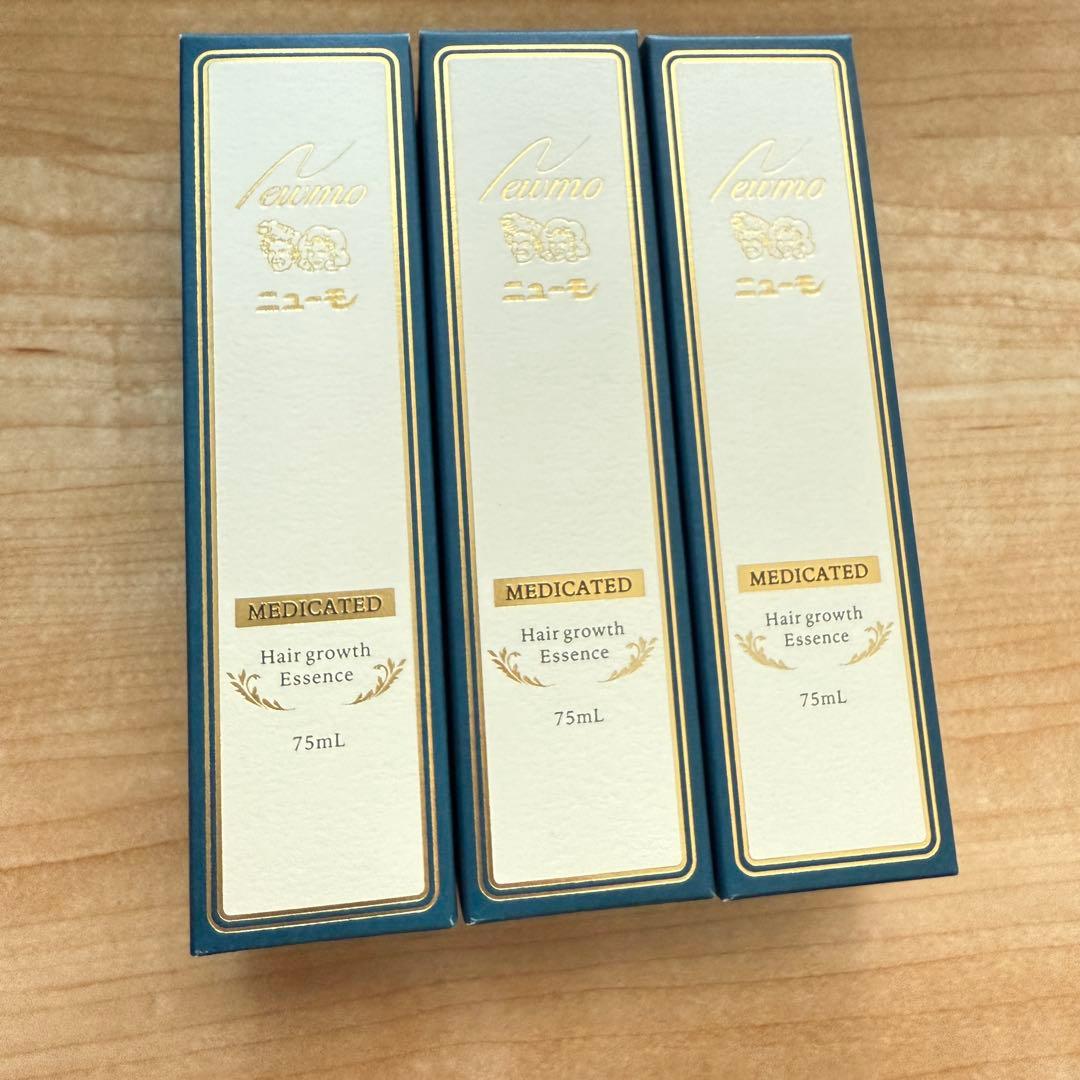 Newmo
ニューモ
MEDICATED
Hair growth
Essence
75mL
Newmo
ニューモ
MEDICATED
Hair growth
Essence
75mL
Newmo
ニューモ
MEDICATED
Hair growth
Essence
75mL